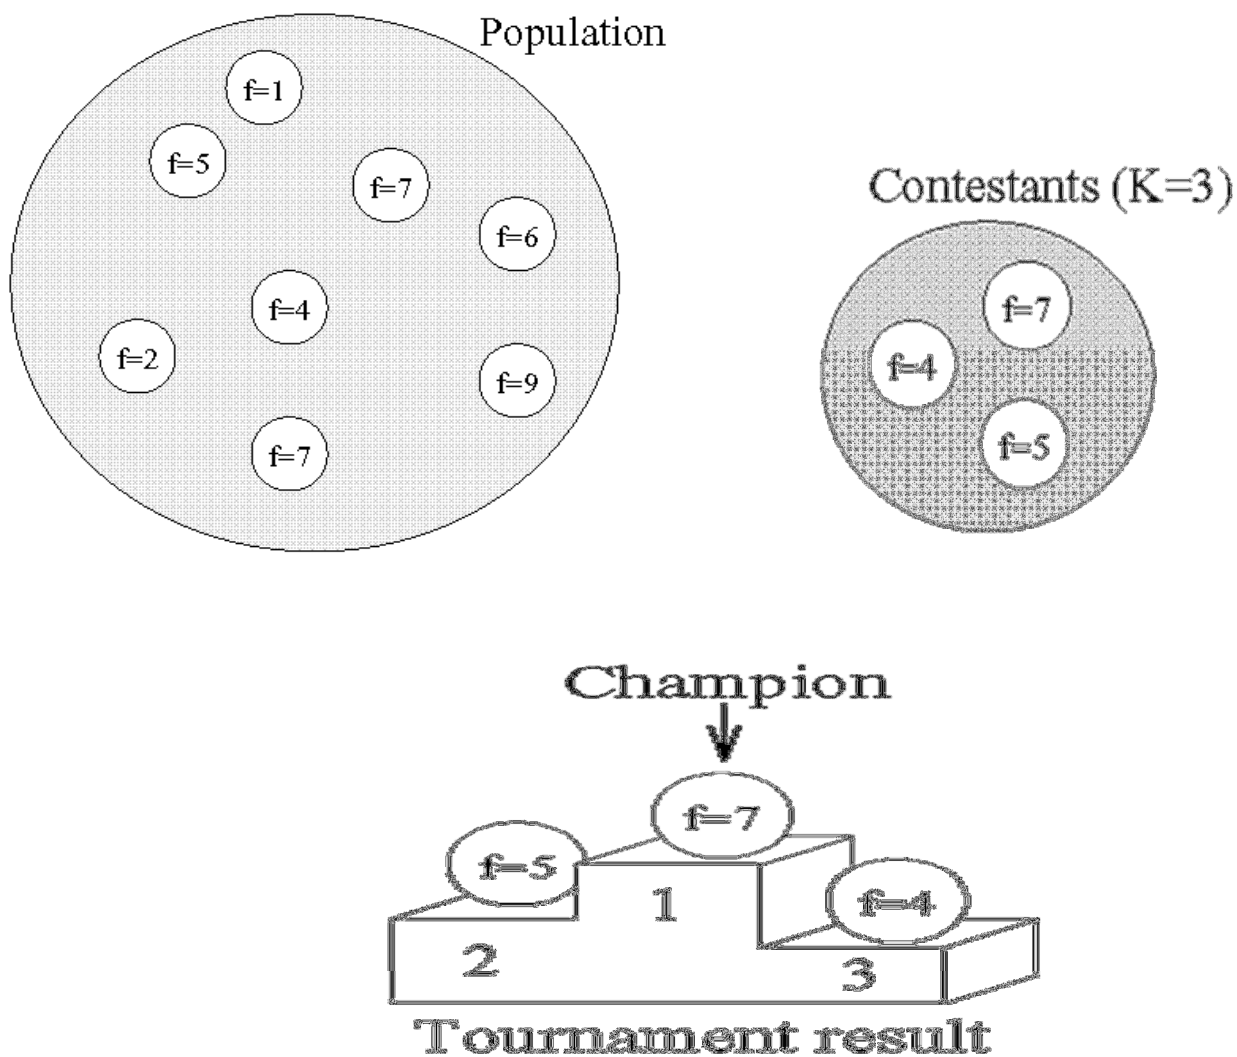 Population
f=1
f=5
f=7
f=6
f=4
f=2
f=9
f=7
Contestants (K=3)
f=7
f=4
f=5
Champion
f=7
f=5
f=4
1
2
3
Tournament result